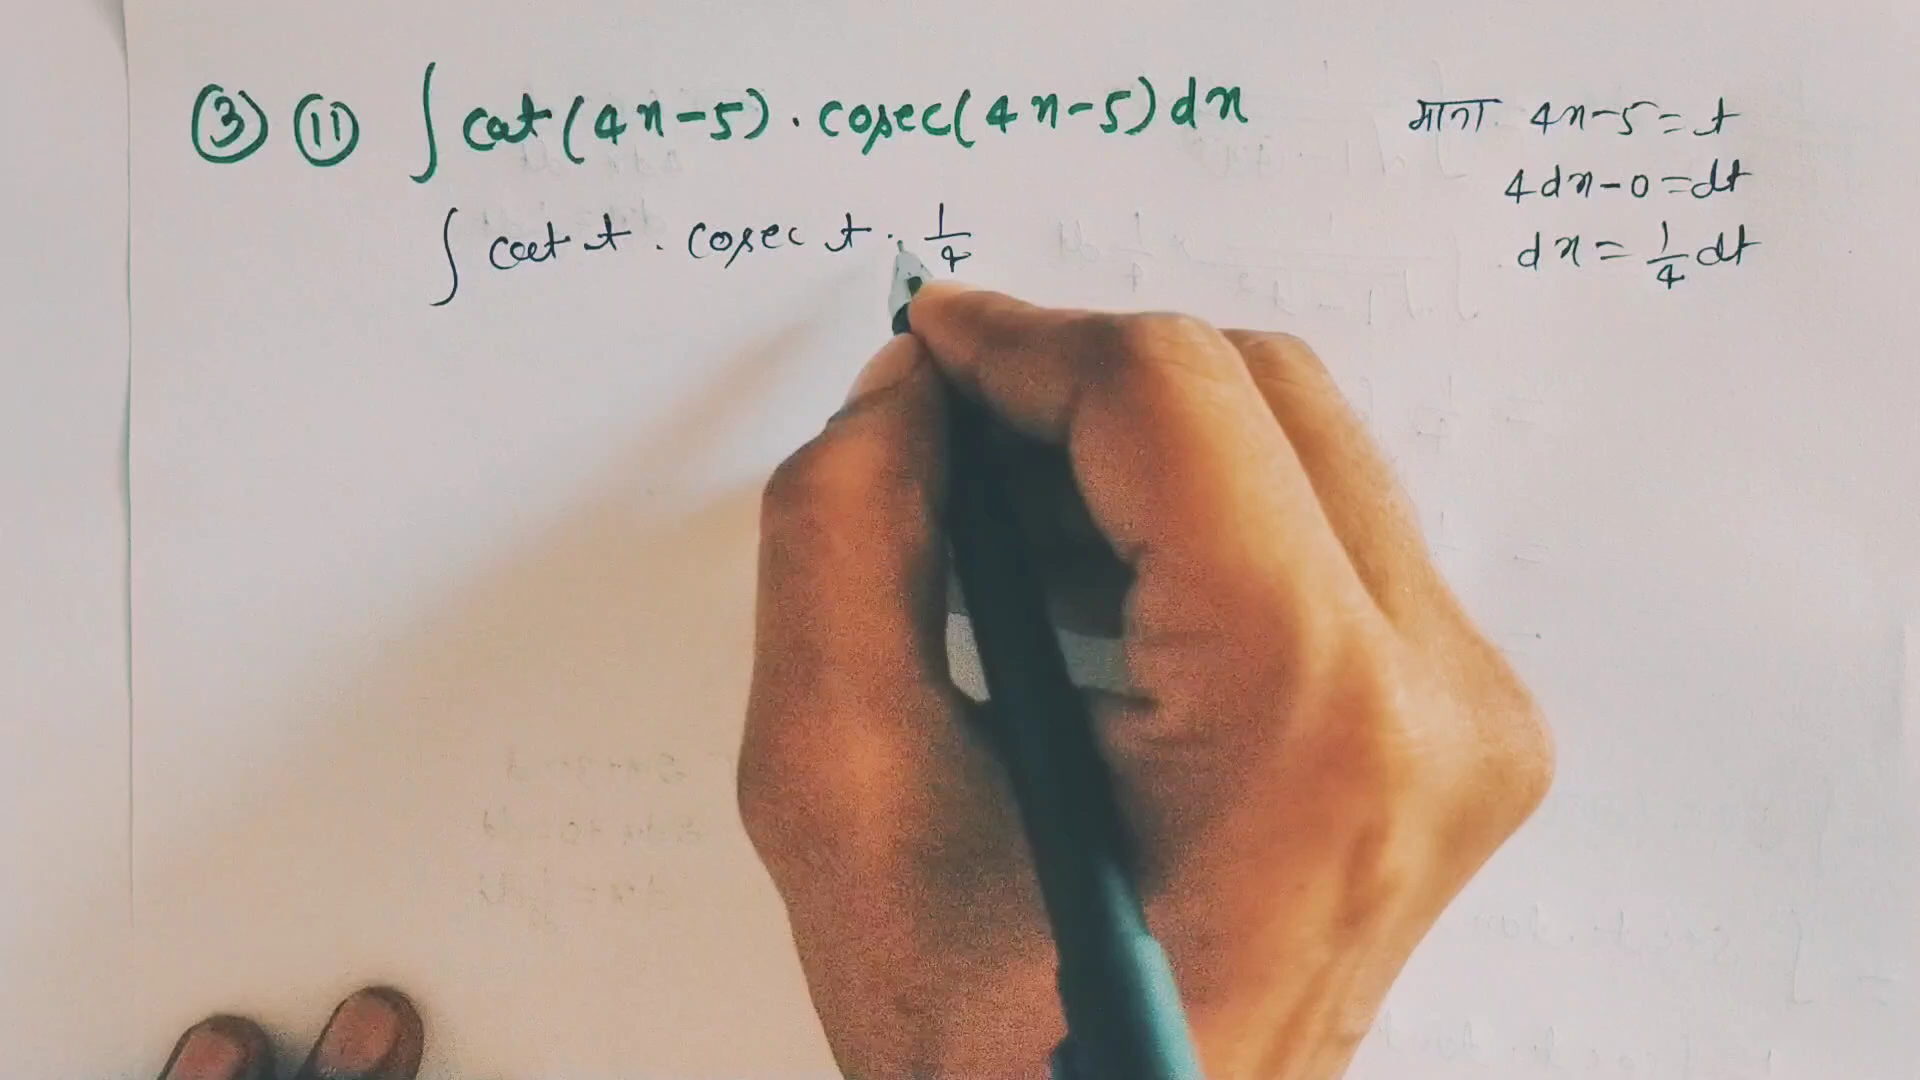 ③ ⑪ ∫ cot(4x-5) . cosec(4x-5) dx
माना 4x-5 = t
4dx-0 = dt
dx = 1/4 dt
∫ cot t . cosec t . 1/4